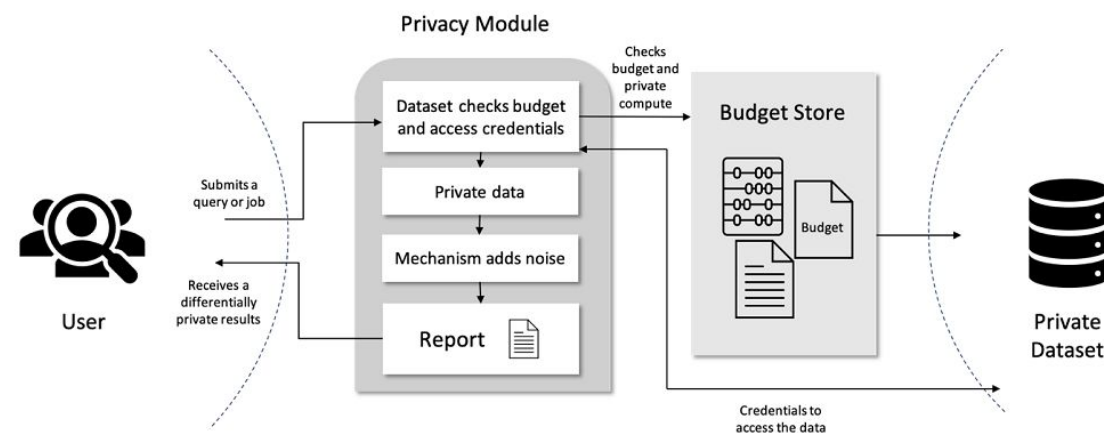 Privacy Module
Submits a
query or job
Receives a
differentially
private results
User
Dataset checks budget
and access credentials
Private data
Mechanism adds noise
Report
Checks
budget and
private
compute
Budget Store
Budget
Credentials to
access the data
Private
Dataset